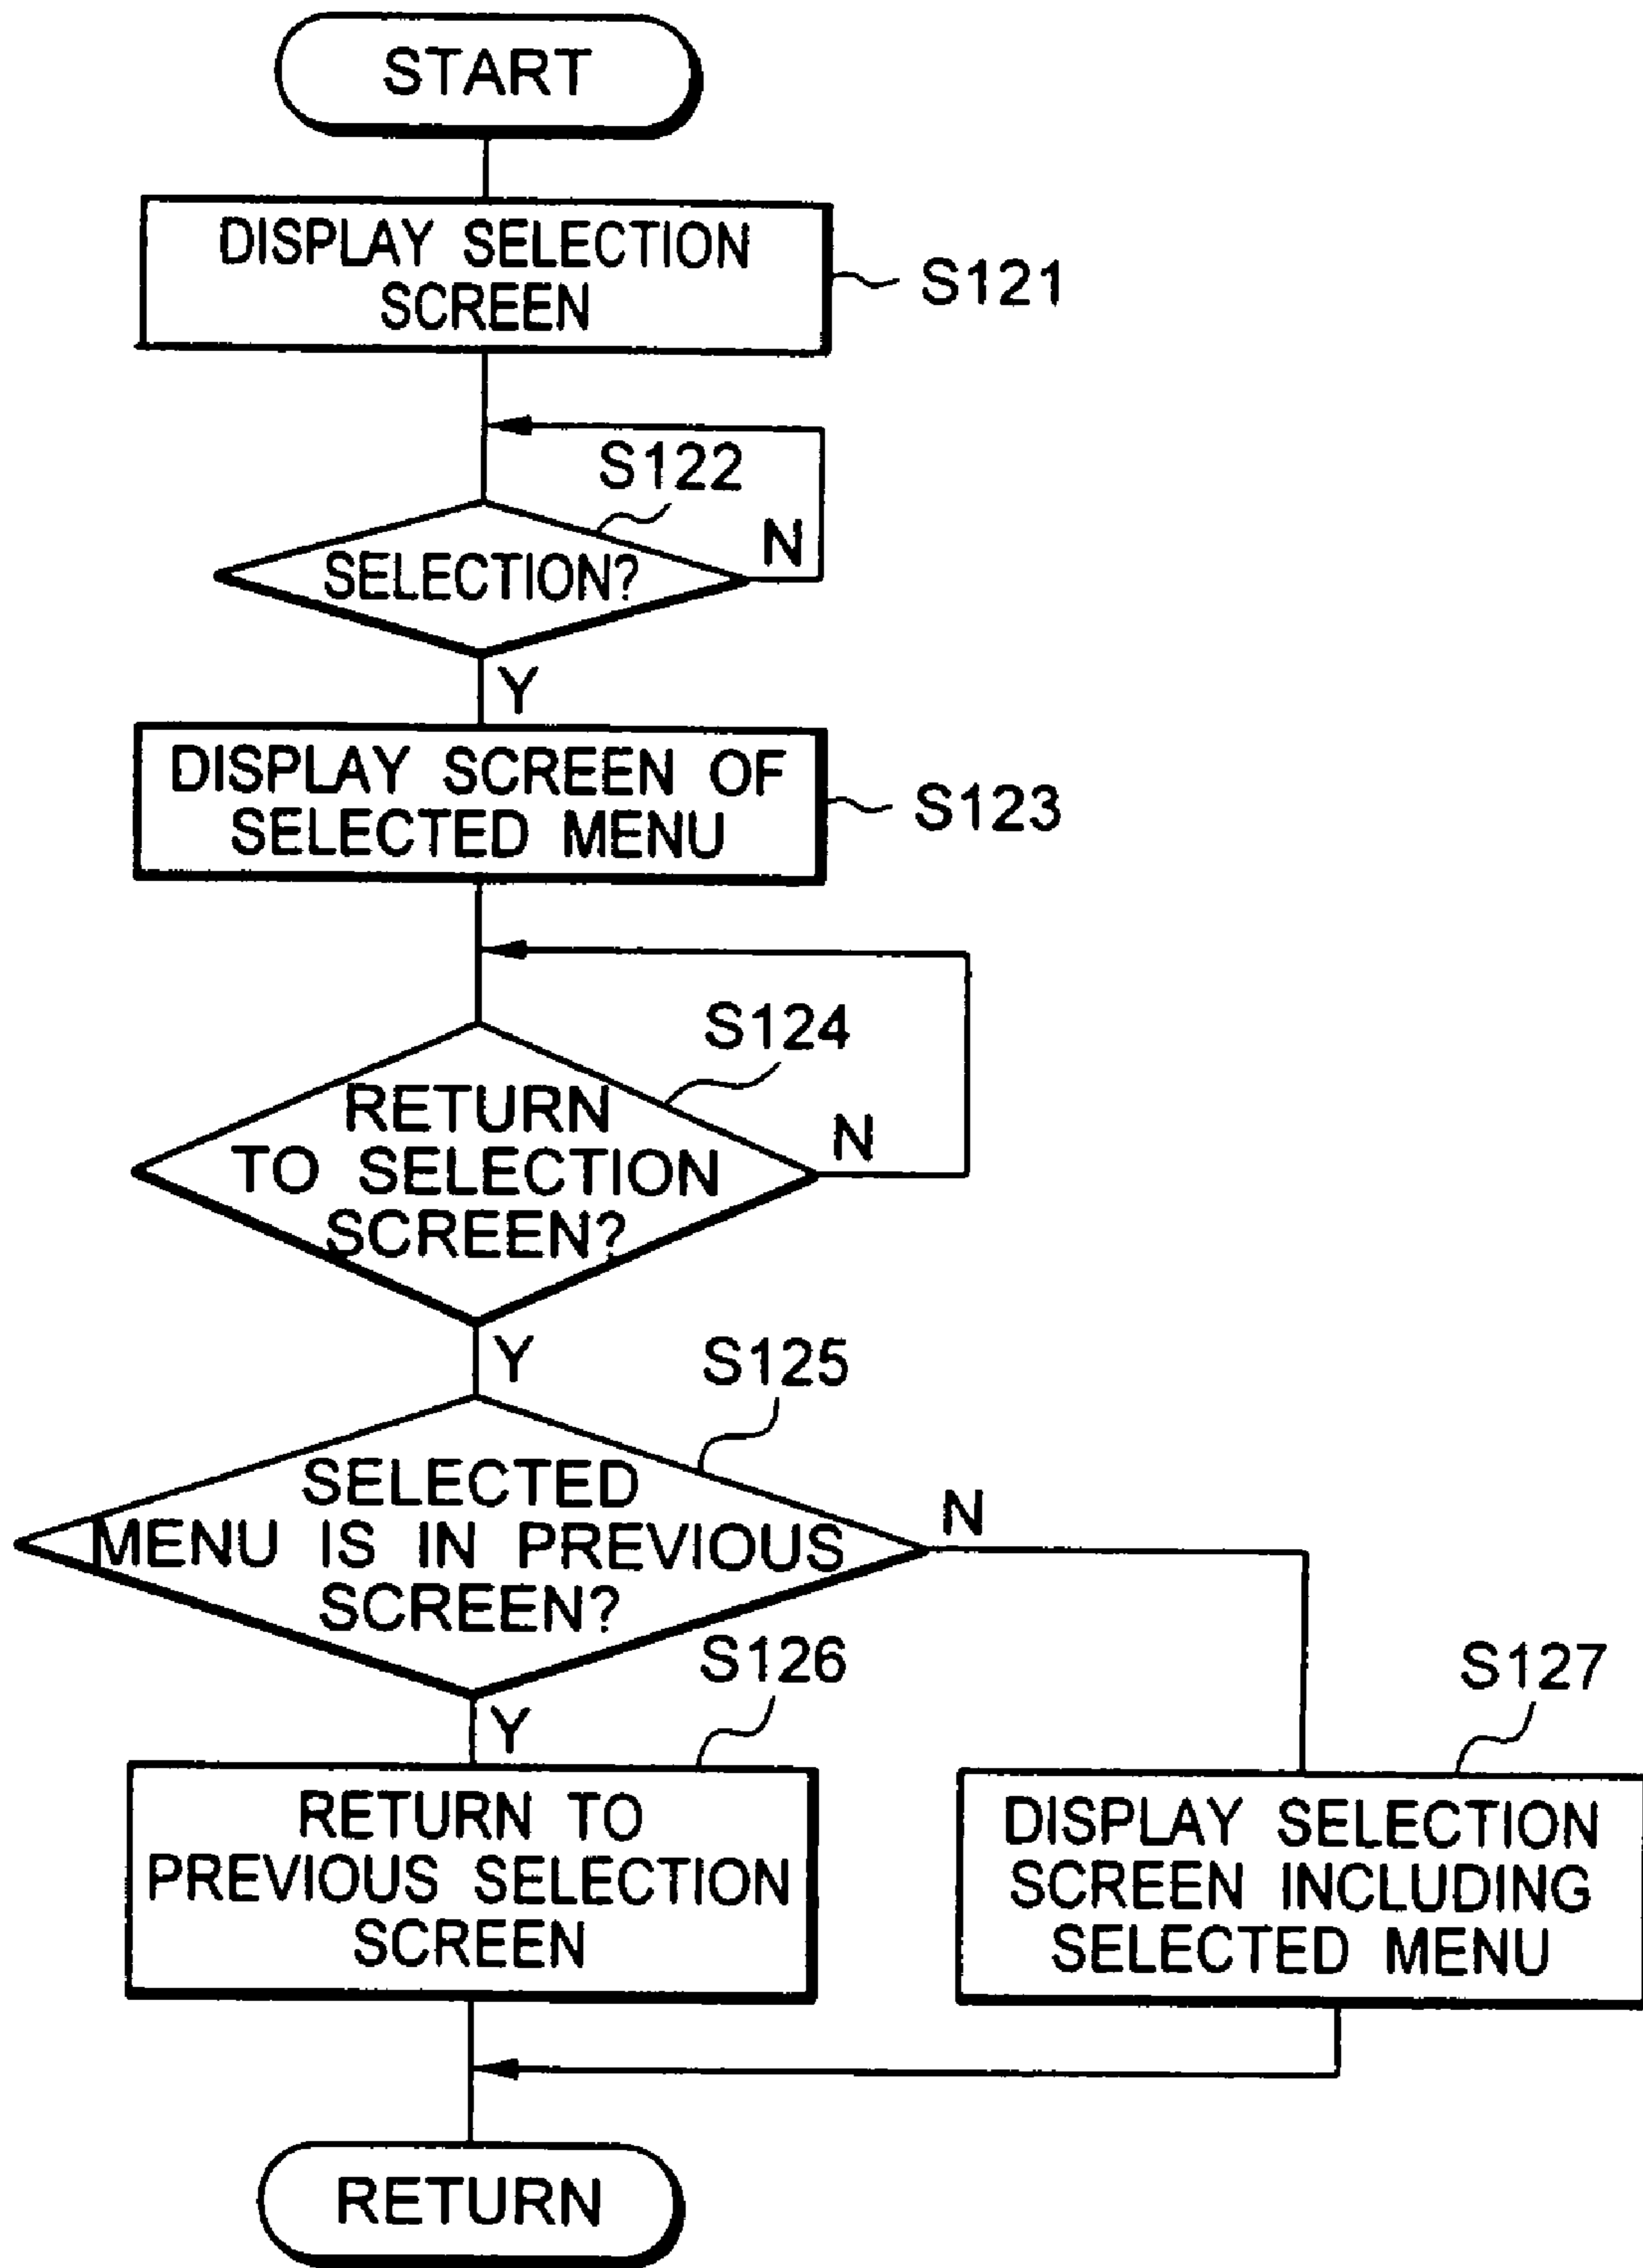 START
DISPLAY SELECTION
SCREEN
S121
S122
N
SELECTION?
Y
DISPLAY SCREEN OF
SELECTED MENU
S123
S124
RETURN
TO SELECTION
SCREEN?
N
Y
S125
SELECTED
MENU IS IN PREVIOUS
SCREEN?
N
Y
S126
RETURN TO
PREVIOUS SELECTION
SCREEN
S127
DISPLAY SELECTION
SCREEN INCLUDING
SELECTED MENU
RETURN